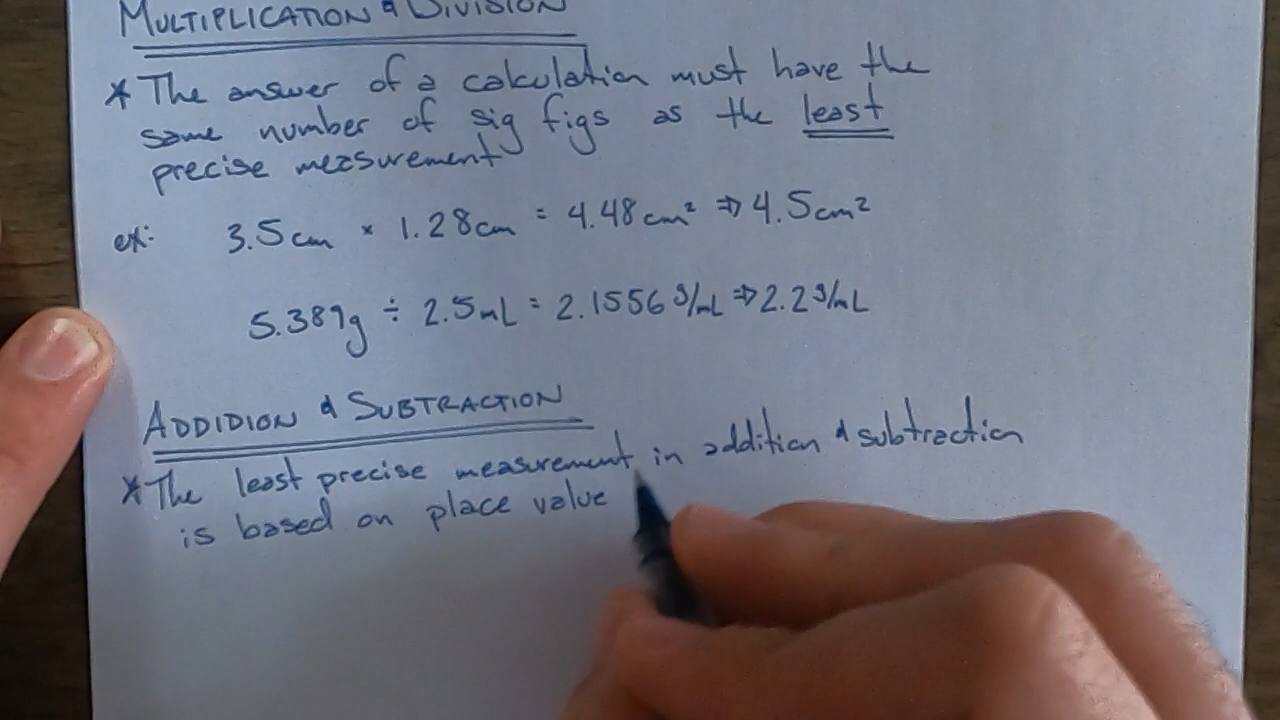 MULTIPLICATION & DIVISION
* The answer of a calculation must have the
same number of sig figs as the least
precise measurement
ex: 3.5cm × 1.28cm = 4.48cm² ⇒ 4.5cm²
5.389g ÷ 2.5mL = 2.1556 g/mL ⇒ 2.2 g/mL
ADDIDION & SUBTRACTION
* The least precise measurement in addition & subtraction
is based on place value